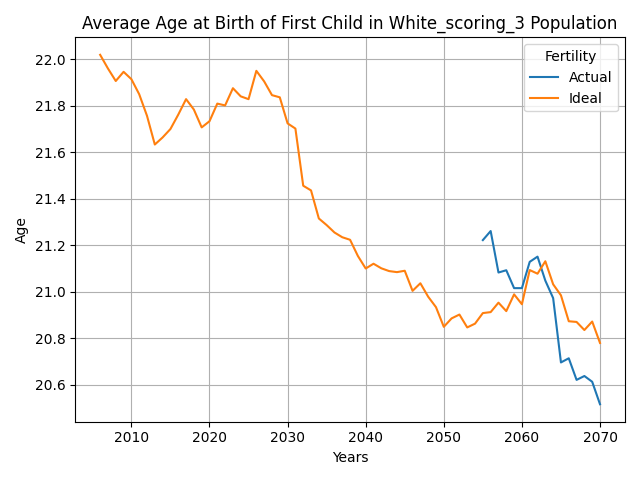 Average Age at Birth of First Child in White_scoring_3 Population
Fertility
Actual
Ideal
22.0
21.8
21.6
21.4
21.2
21.0
20.8
20.6
Age
2010
2020
2030
2040
2050
2060
2070
Years